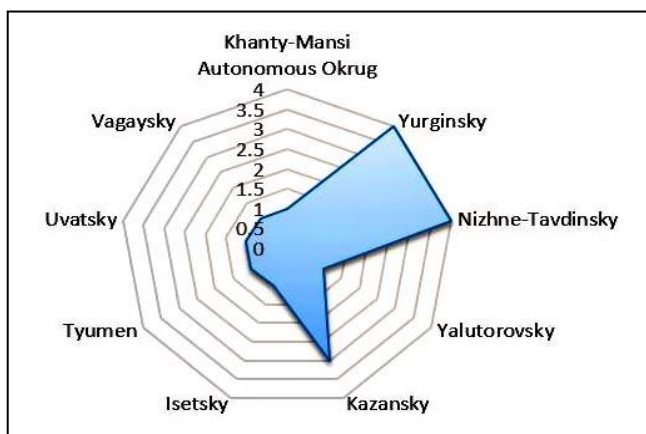 Khanty-Mansi
Autonomous Okrug
4
3.5
3
2.5
2
1.5
1
0.5
0
Yurginsky
Nizhne-Tavdinsky
Yalutorovsky
Kazansky
Isetsky
Tyumen
Uvatsky
Vagaysky